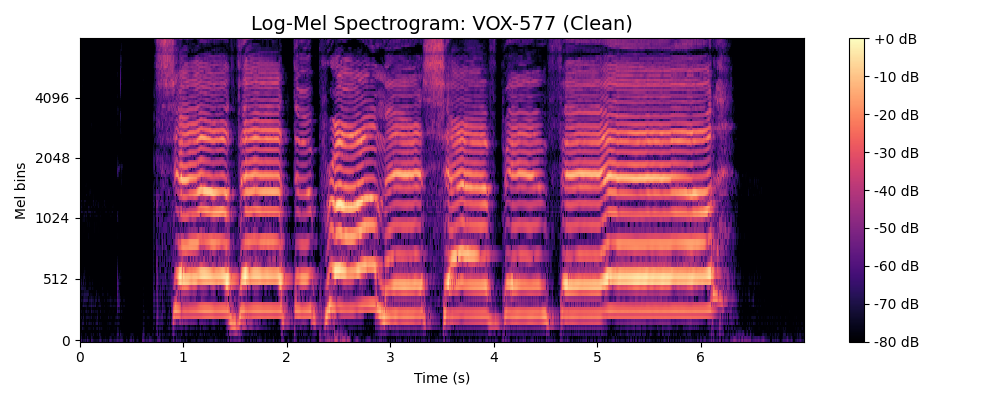 Log-Mel Spectrogram: VOX-577 (Clean)
Mel bins
4096
2048
1024
512
0
0 1 2 3 4 5 6
Time (s)
+0 dB
-10 dB
-20 dB
-30 dB
-40 dB
-50 dB
-60 dB
-70 dB
-80 dB